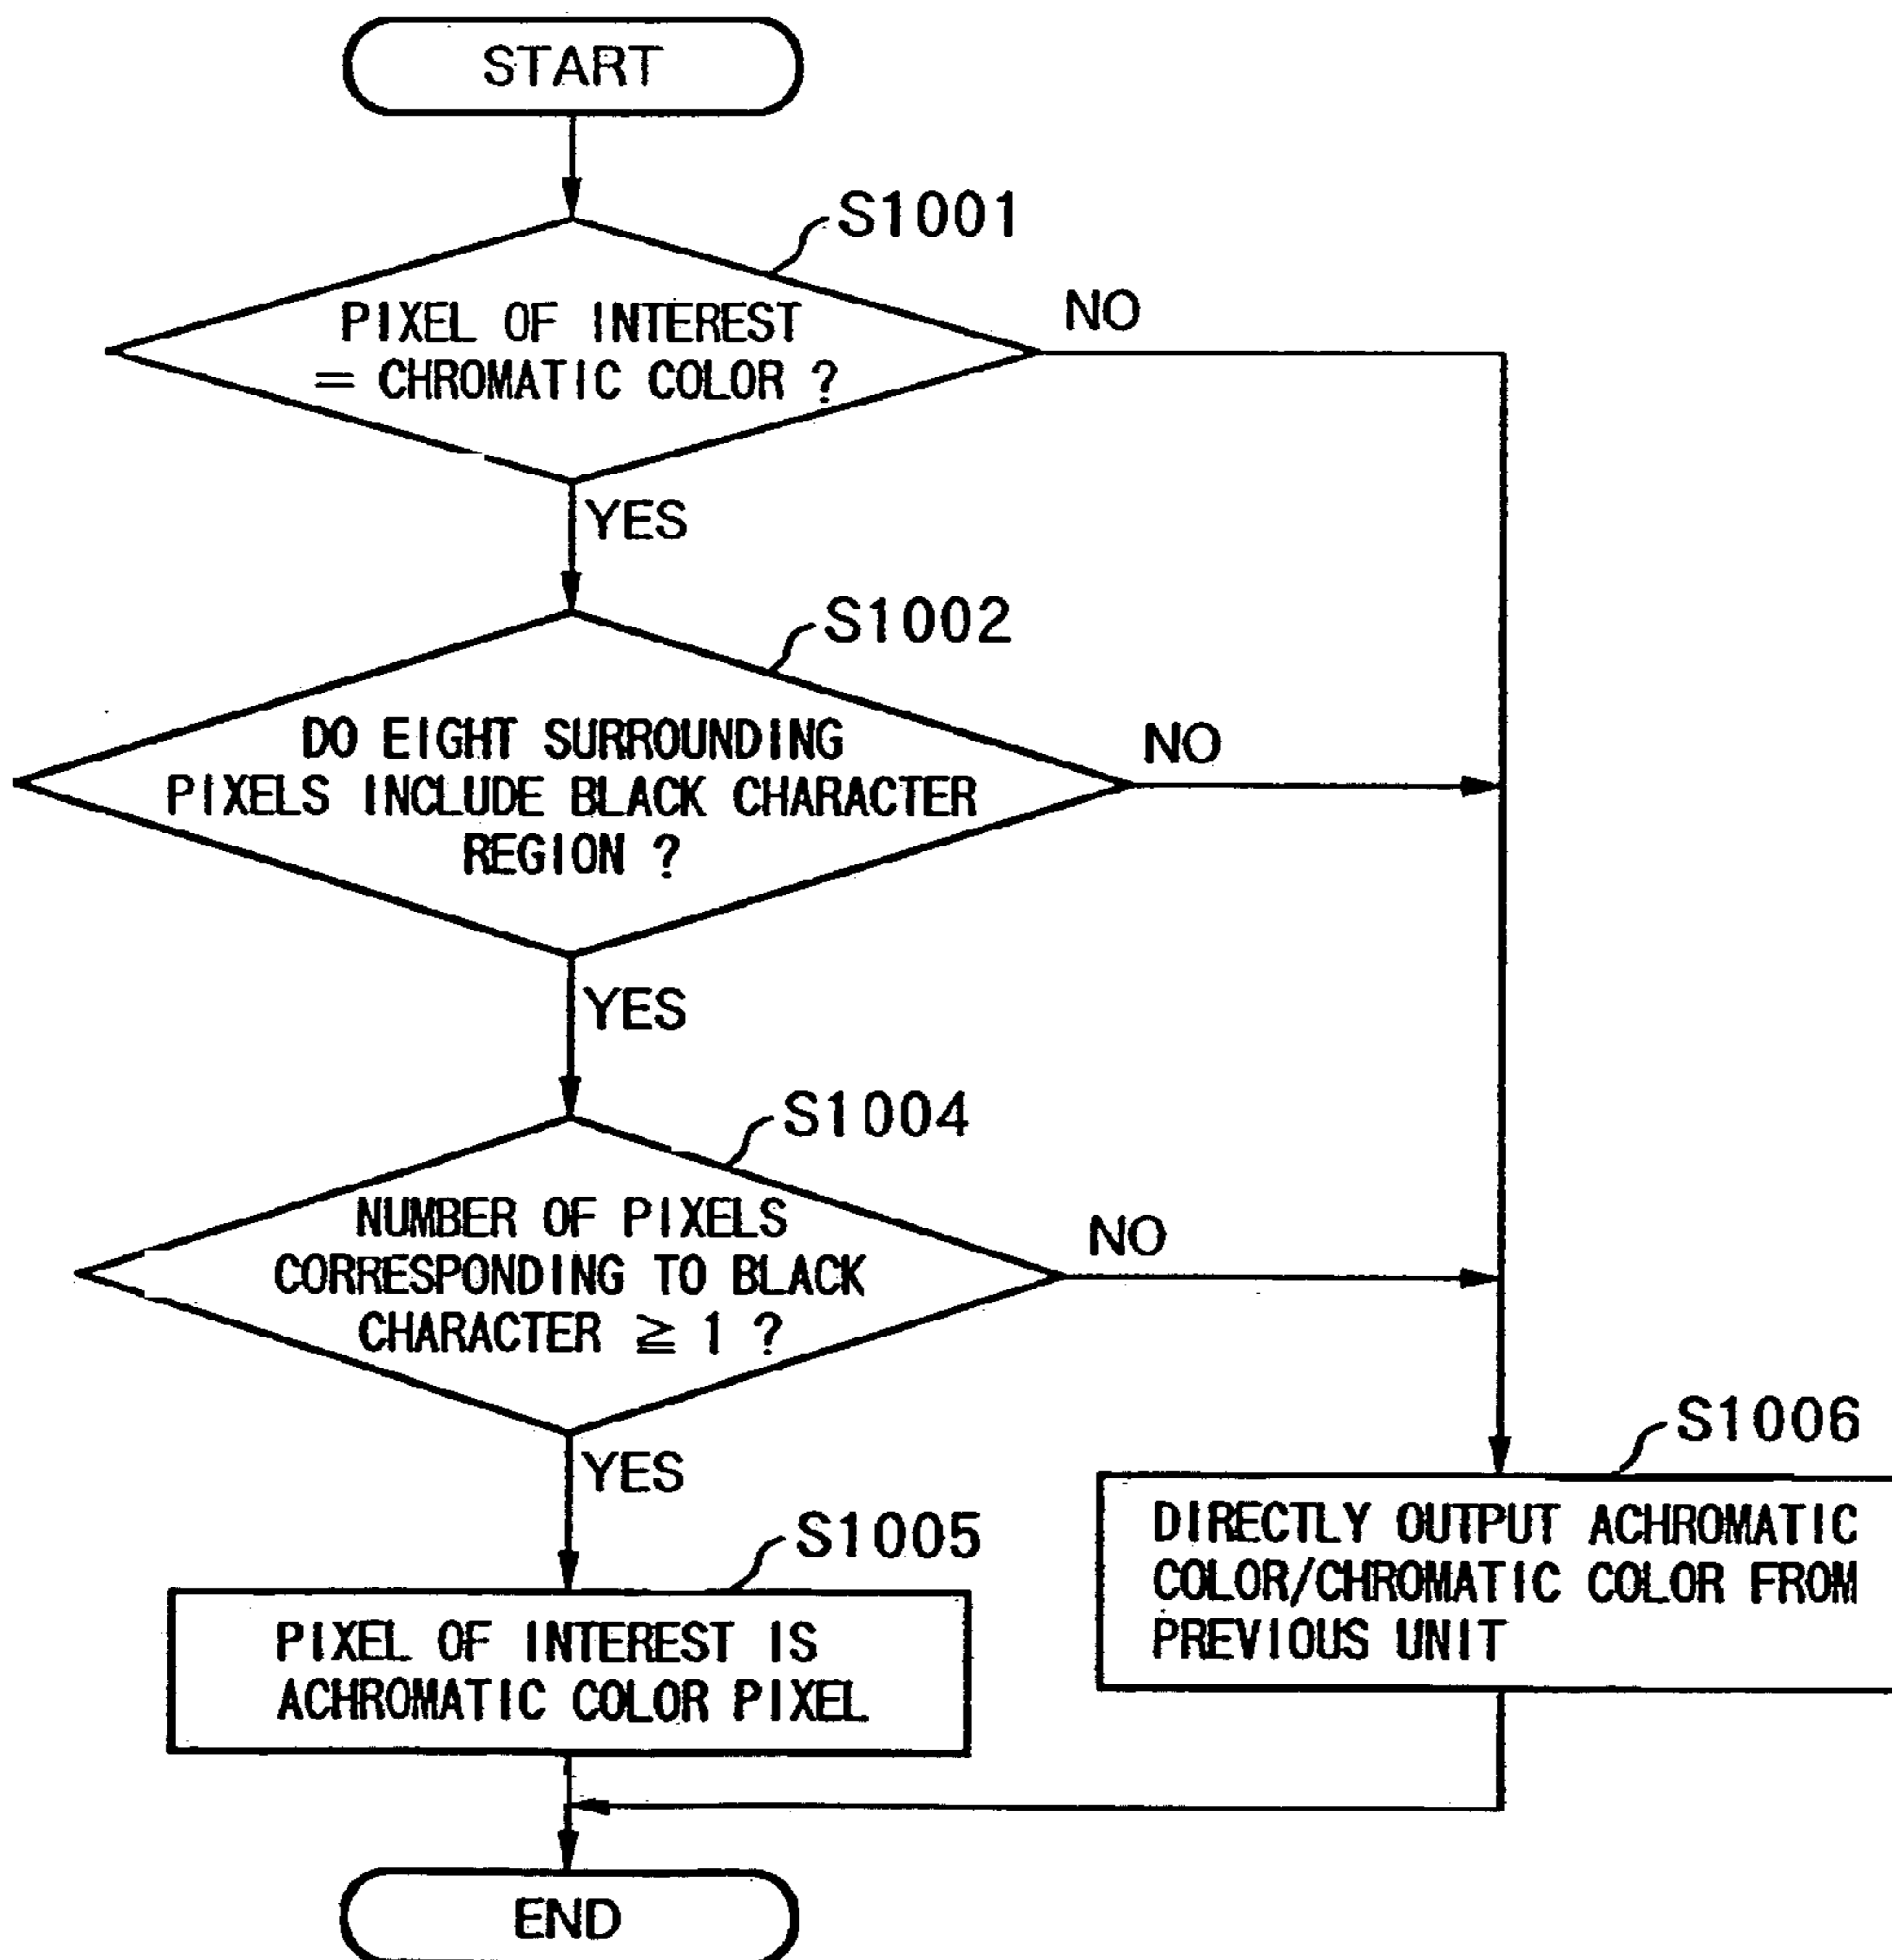 START
S1001
PIXEL OF INTEREST
= CHROMATIC COLOR ?
NO
YES
S1002
DO EIGHT SURROUNDING
PIXELS INCLUDE BLACK CHARACTER
REGION ?
NO
YES
S1004
NUMBER OF PIXELS
CORRESPONDING TO BLACK
CHARACTER ≧ 1 ?
NO
YES
S1005
PIXEL OF INTEREST IS
ACHROMATIC COLOR PIXEL
S1006
DIRECTLY OUTPUT ACHROMATIC
COLOR/CHROMATIC COLOR FROM
PREVIOUS UNIT
END